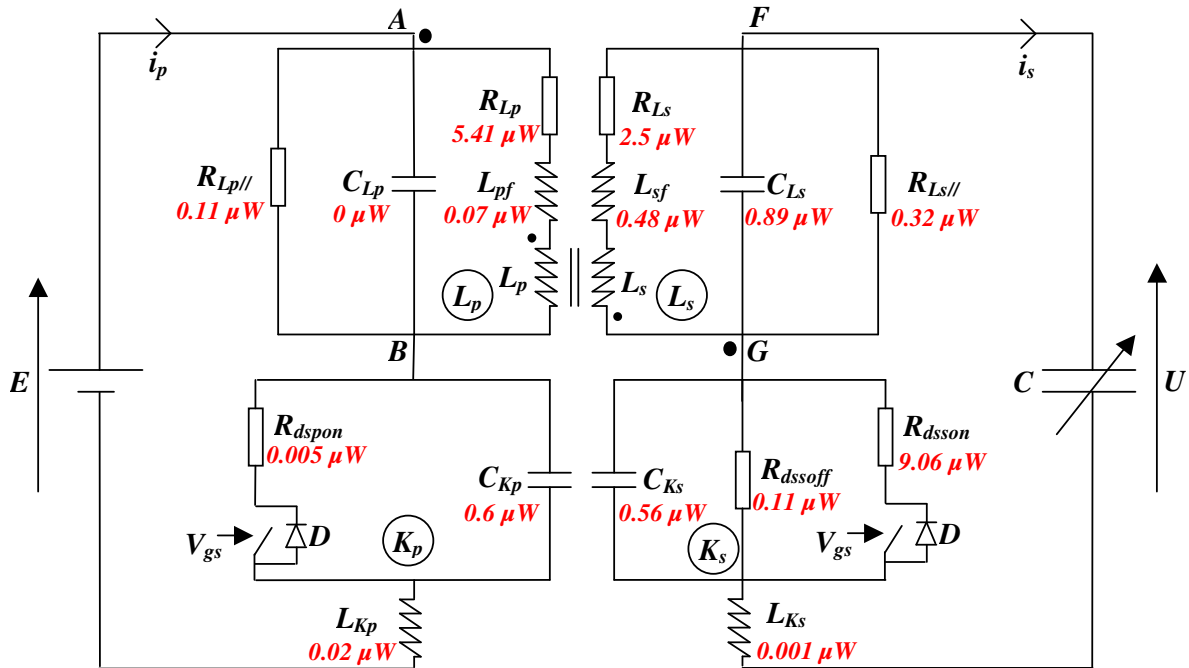 A
F
i_p
i_s
R_Lp
5.41 µW
R_Ls
2.5 µW
R_Lp//
0.11 µW
C_Lp
0 µW
L_pf
0.07 µW
L_sf
0.48 µW
C_Ls
0.89 µW
R_Ls//
0.32 µW
L_p
L_p
L_s
L_s
B
G
E
C
U
R_dspon
0.005 µW
C_Kp
0.6 µW
C_Ks
0.56 µW
R_dssoff
0.11 µW
R_dsson
9.06 µW
V_gs
D
K_p
K_s
V_gs
D
L_Kp
0.02 µW
L_Ks
0.001 µW